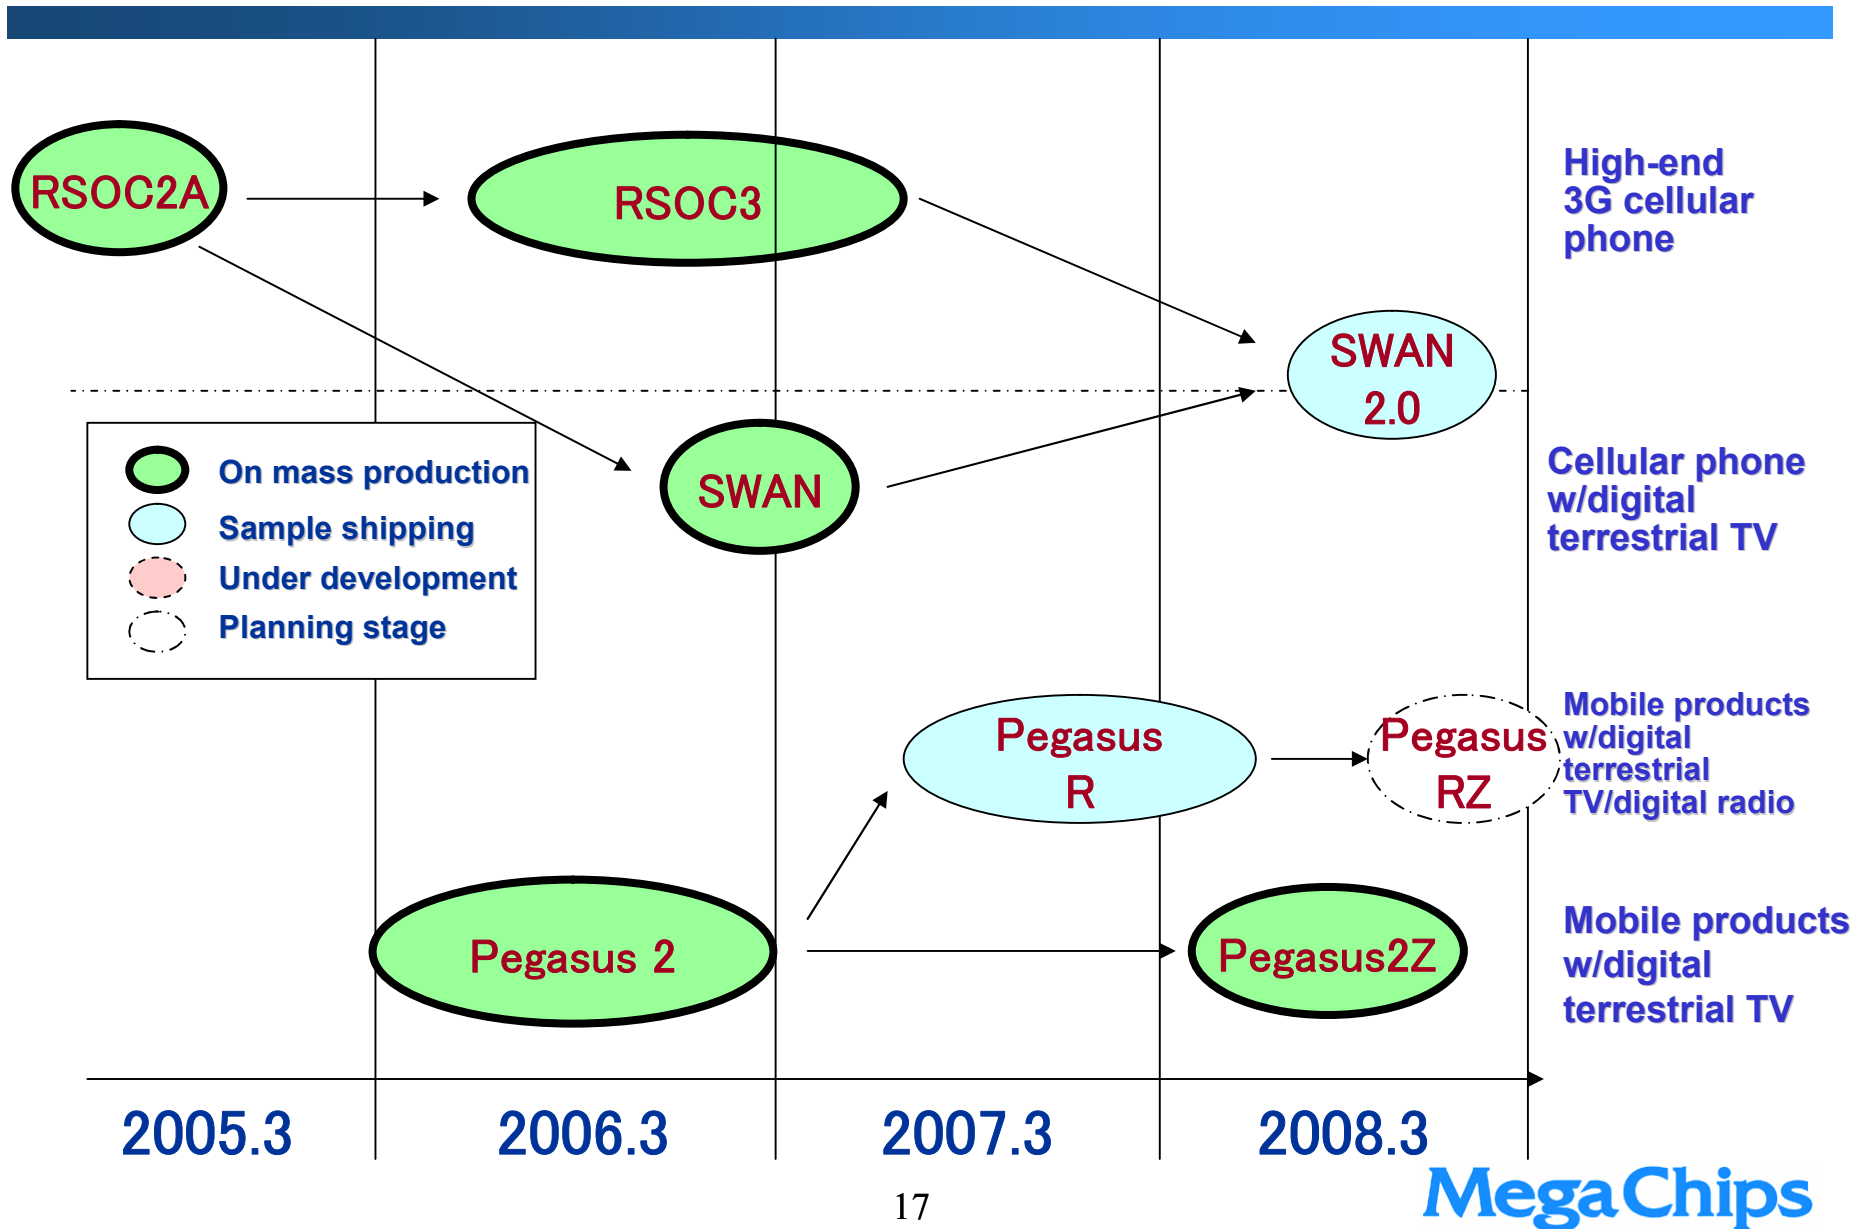 RSOC2A
RSOC3
High-end
3G cellular
phone
SWAN
2.0
On mass production
Sample shipping
Under development
Planning stage
SWAN
Cellular phone
w/digital
terrestrial TV
Pegasus
R
Pegasus
RZ
Mobile products
w/digital
terrestrial
TV/digital radio
Pegasus 2
Pegasus2Z
Mobile products
w/digital
terrestrial TV
2005.3
2006.3
2007.3
2008.3
17
MegaChips